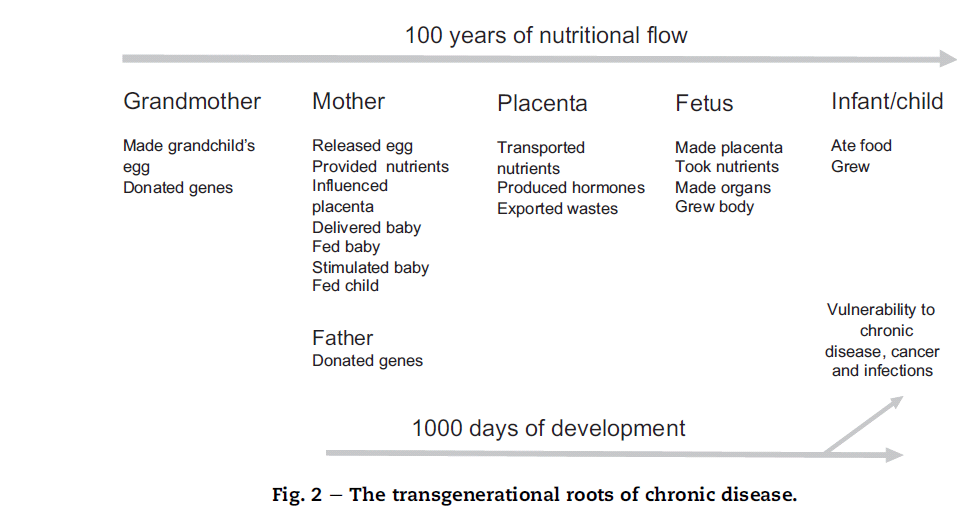 100 years of nutritional flow
Grandmother
Made grandchild's
egg
Donated genes
Mother
Released egg
Provided nutrients
Influenced
placenta
Delivered baby
Fed baby
Stimulated baby
Fed child
Father
Donated genes
Placenta
Transported
nutrients
Produced hormones
Exported wastes
Fetus
Made placenta
Took nutrients
Made organs
Grew body
Infant/child
Ate food
Grew
Vulnerability to
chronic
disease, cancer
and infections
1000 days of development
Fig. 2 – The transgenerational roots of chronic disease.